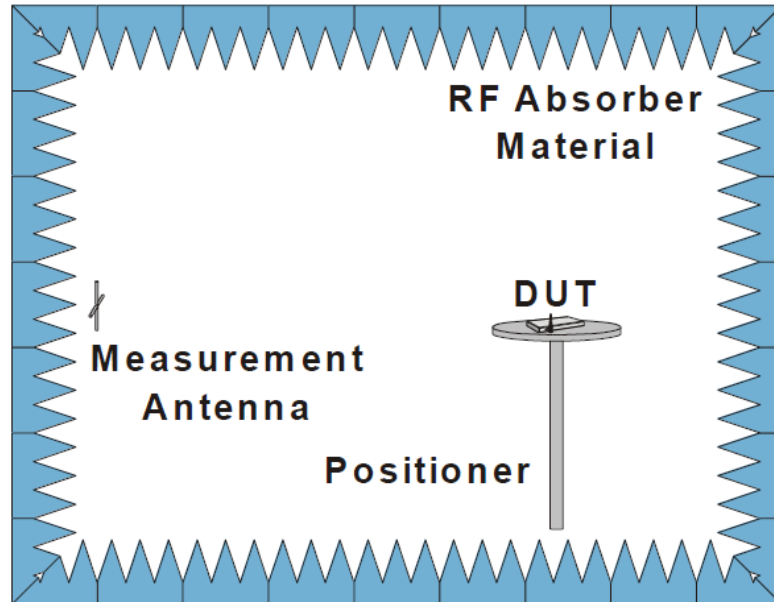 RF Absorber
Material
DUT
Measurement
Antenna
Positioner